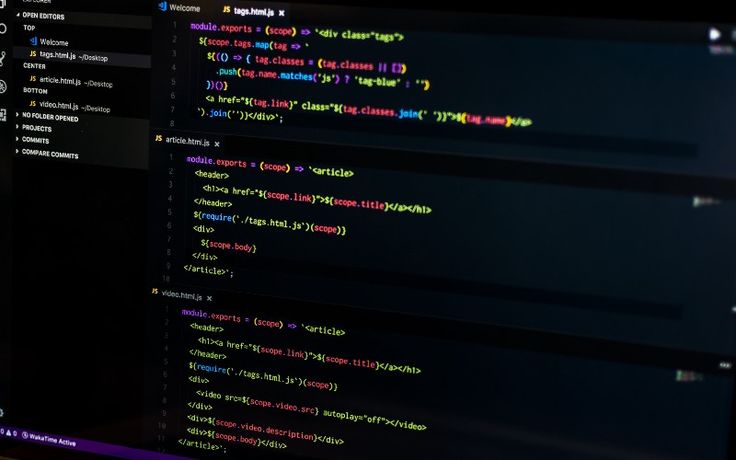 EXPLORER
OPEN EDITORS
TOP
Welcome
JS tags.html.js ~/Desktop
CENTER
JS article.html.js ~/Desktop
BOTTOM
JS video.html.js ~/Desktop
NO FOLDER OPENED
PROJECTS
COMMITS
COMPARE COMMITS
0 0 WakaTime Active
Welcome JS tags.html.js ×
1 module.exports = (scope) => `<div class="tags">
2 ${scope.tags.map(tag => `
3 ${(() => { tag.classes = (tag.classes || [])
4 .push(tag.name.matches('js') ? 'tag-blue' : '')
5 })()}
6 <a href="${tag.link}" class="${tag.classes.join(' ')}">${tag.name}</a>
7 `).join('')}</div>`;
8
JS article.html.js ×
1 module.exports = (scope) => `<article>
2 <header>
3 <h1><a href="${scope.link}">${scope.title}</a></h1>
4 </header>
5 ${require('./tags.html.js')(scope)}
6 <div>
7 ${scope.body}
8 </div>
9 </article>`;
10
JS video.html.js ×
1 module.exports = (scope) => `<article>
2 <header>
3 <h1><a href="${scope.link}">${scope.title}</a></h1>
4 </header>
5 ${require('./tags.html.js')(scope)}
6 <div>
7 <video src=${scope.video.src} autoplay="off"></video>
8 </div>
9 <div>${scope.video.description}</div>
10 <div>${scope.body}</div>
11 </article>`;
12